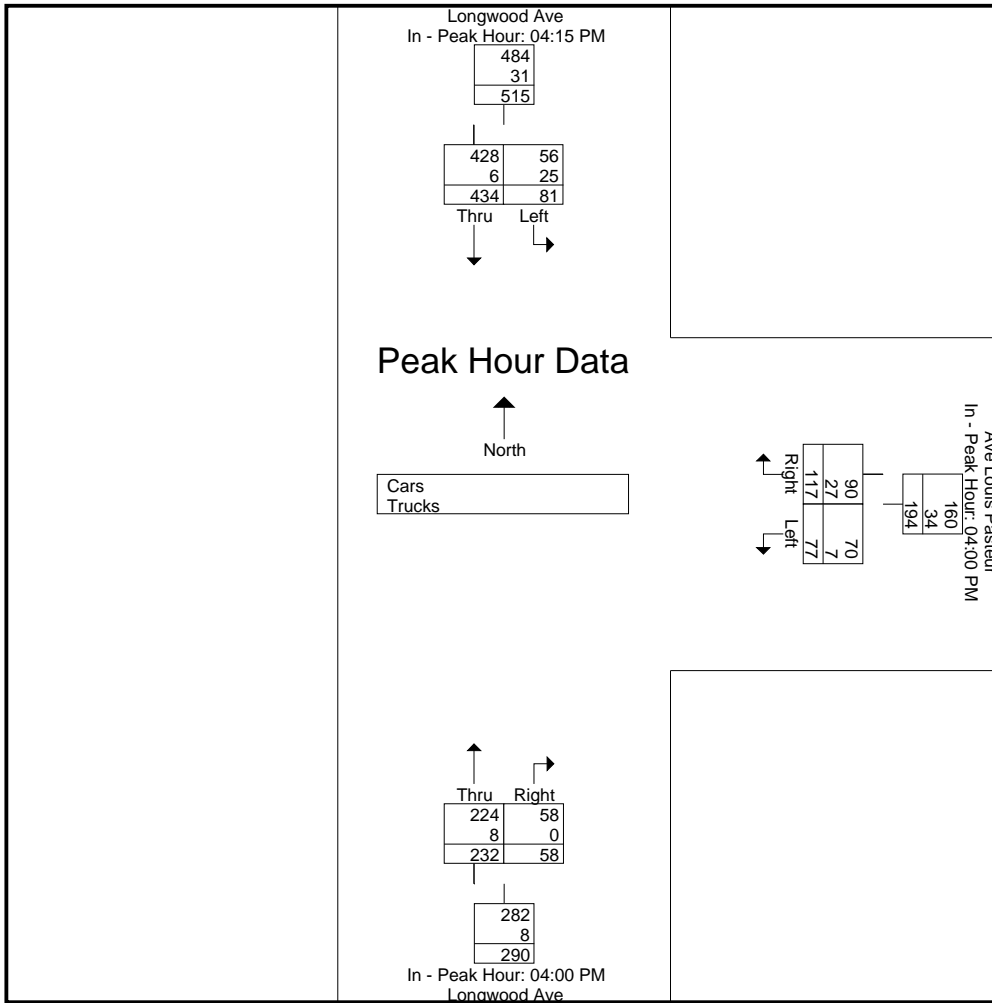 Longwood Ave
In - Peak Hour: 04:15 PM
484
31
515
428 56
6 25
434 81
Thru Left
Peak Hour Data
North
Cars
Trucks
Ave Louis Pasteur
In - Peak Hour: 04:00 PM
160
34
194
90 70
27 7
117 77
Right Left
Thru Right
224 58
8 0
232 58
282
8
290
In - Peak Hour: 04:00 PM
Longwood Ave